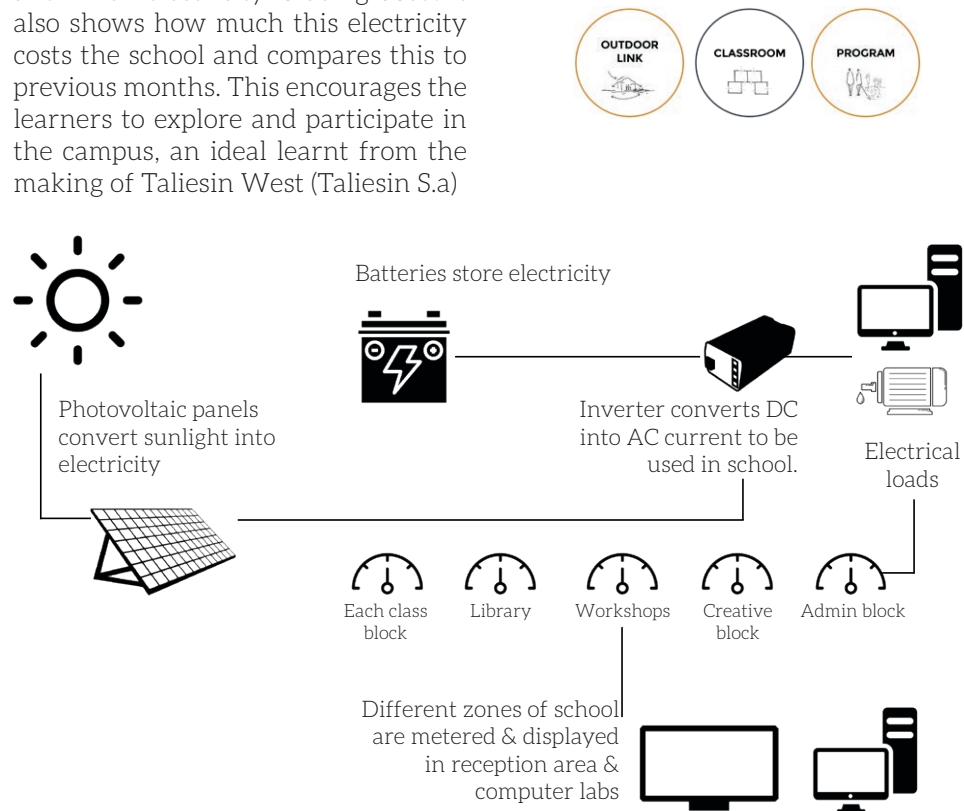 also shows how much this electricity
costs the school and compares this to
previous months. This encourages the
learners to explore and participate in
the campus, an ideal learnt from the
making of Taliesin West (Taliesin S.a)
OUTDOOR
LINK
CLASSROOM
PROGRAM
Batteries store electricity
Photovoltaic panels
convert sunlight into
electricity
Inverter converts DC
into AC current to be
used in school.
Electrical
loads
Each class
block
Library
Workshops
Creative
block
Admin block
Different zones of school
are metered & displayed
in reception area &
computer labs